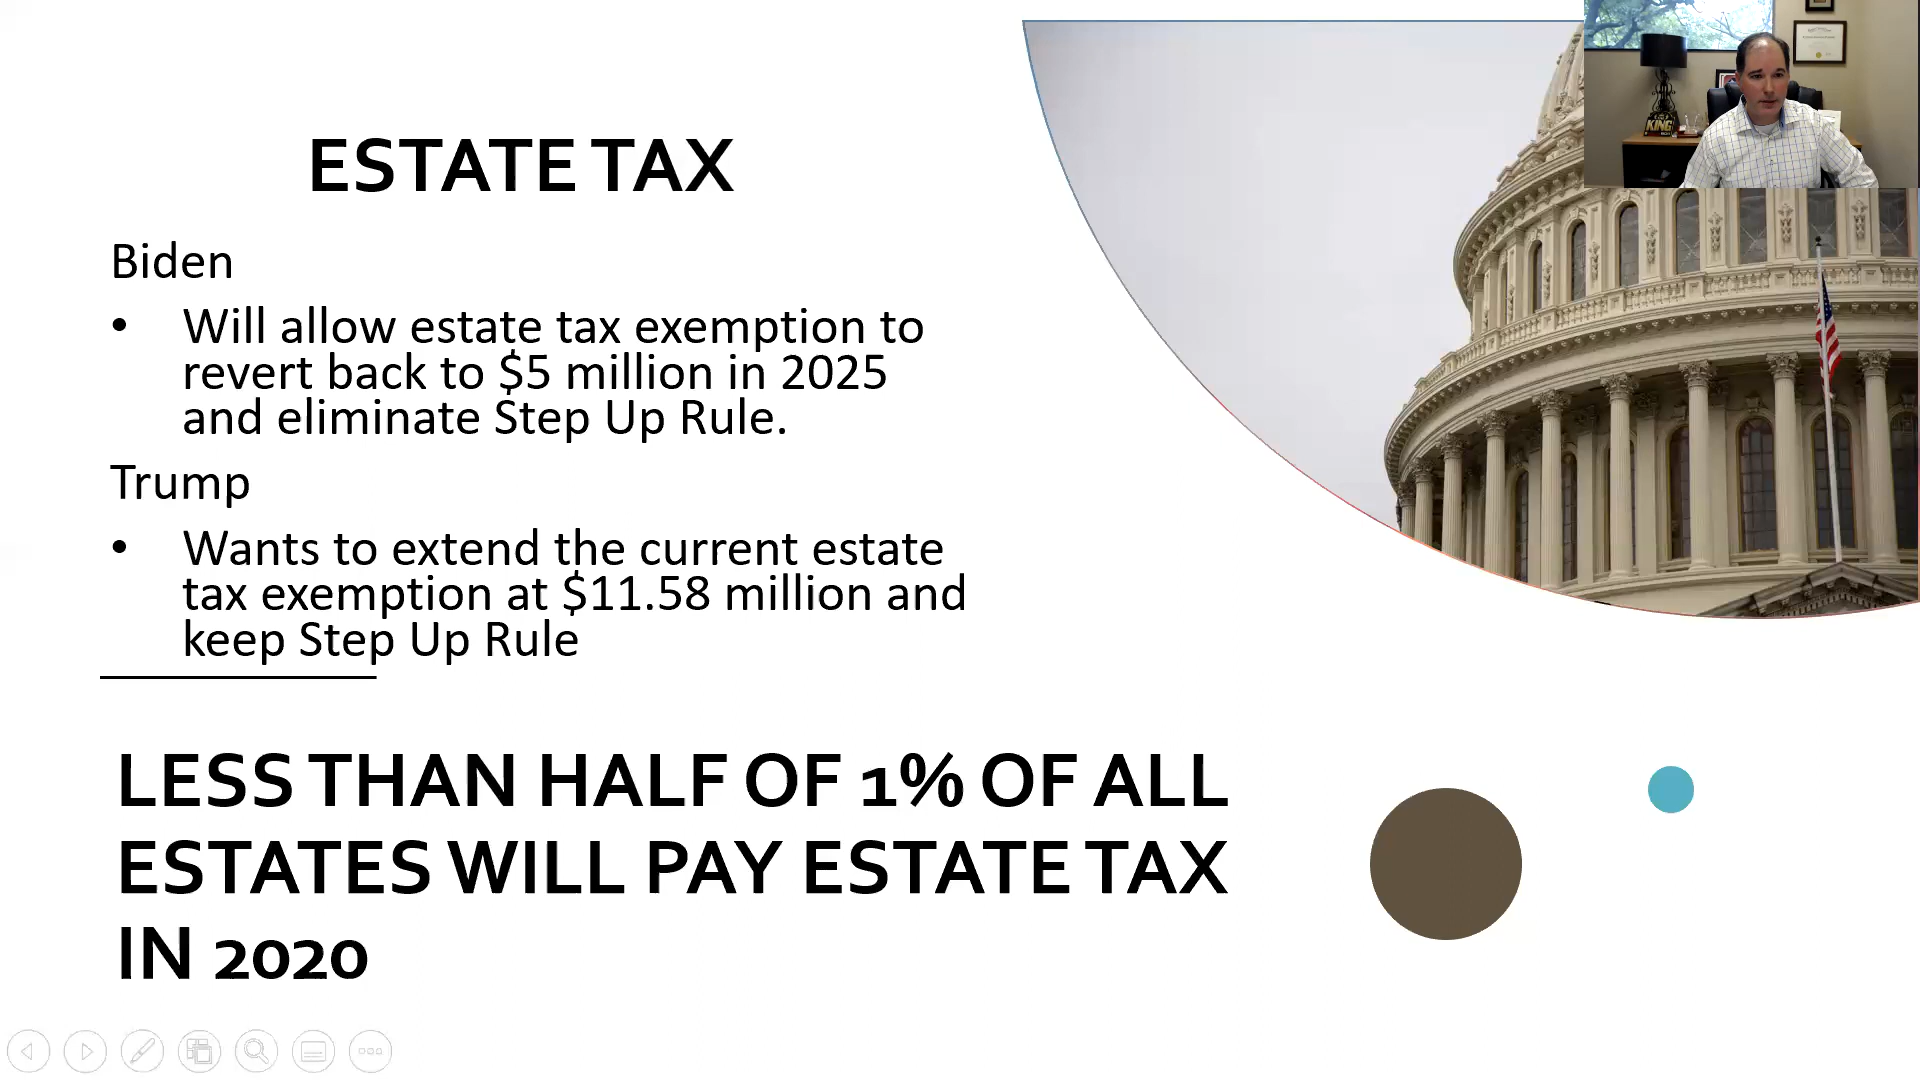 ESTATE TAX
Biden
• Will allow estate tax exemption to
revert back to $5 million in 2025
and eliminate Step Up Rule.
Trump
• Wants to extend the current estate
tax exemption at $11.58 million and
keep Step Up Rule
LESS THAN HALF OF 1% OF ALL
ESTATES WILL PAY ESTATE TAX
IN 2020
KING